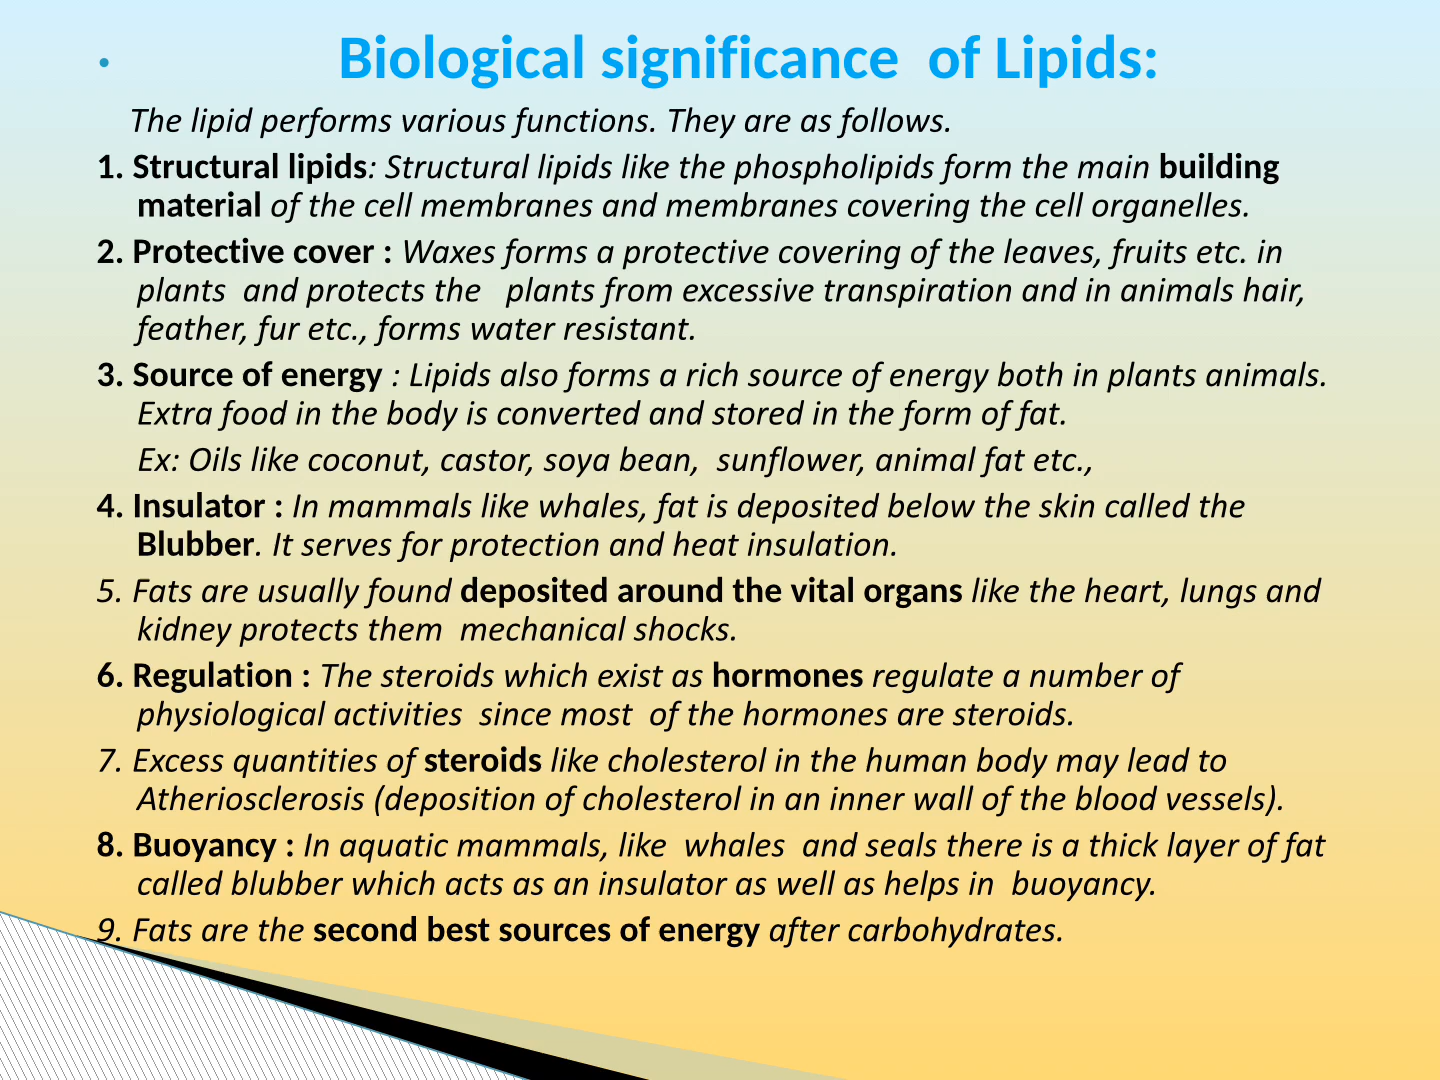 • Biological significance of Lipids:
The lipid performs various functions. They are as follows.
1. Structural lipids: Structural lipids like the phospholipids form the main building
material of the cell membranes and membranes covering the cell organelles.
2. Protective cover : Waxes forms a protective covering of the leaves, fruits etc. in
plants and protects the plants from excessive transpiration and in animals hair,
feather, fur etc., forms water resistant.
3. Source of energy : Lipids also forms a rich source of energy both in plants animals.
Extra food in the body is converted and stored in the form of fat.
Ex: Oils like coconut, castor, soya bean, sunflower, animal fat etc.,
4. Insulator : In mammals like whales, fat is deposited below the skin called the
Blubber. It serves for protection and heat insulation.
5. Fats are usually found deposited around the vital organs like the heart, lungs and
kidney protects them mechanical shocks.
6. Regulation : The steroids which exist as hormones regulate a number of
physiological activities since most of the hormones are steroids.
7. Excess quantities of steroids like cholesterol in the human body may lead to
Atheriosclerosis (deposition of cholesterol in an inner wall of the blood vessels).
8. Buoyancy : In aquatic mammals, like whales and seals there is a thick layer of fat
called blubber which acts as an insulator as well as helps in buoyancy.
9. Fats are the second best sources of energy after carbohydrates.